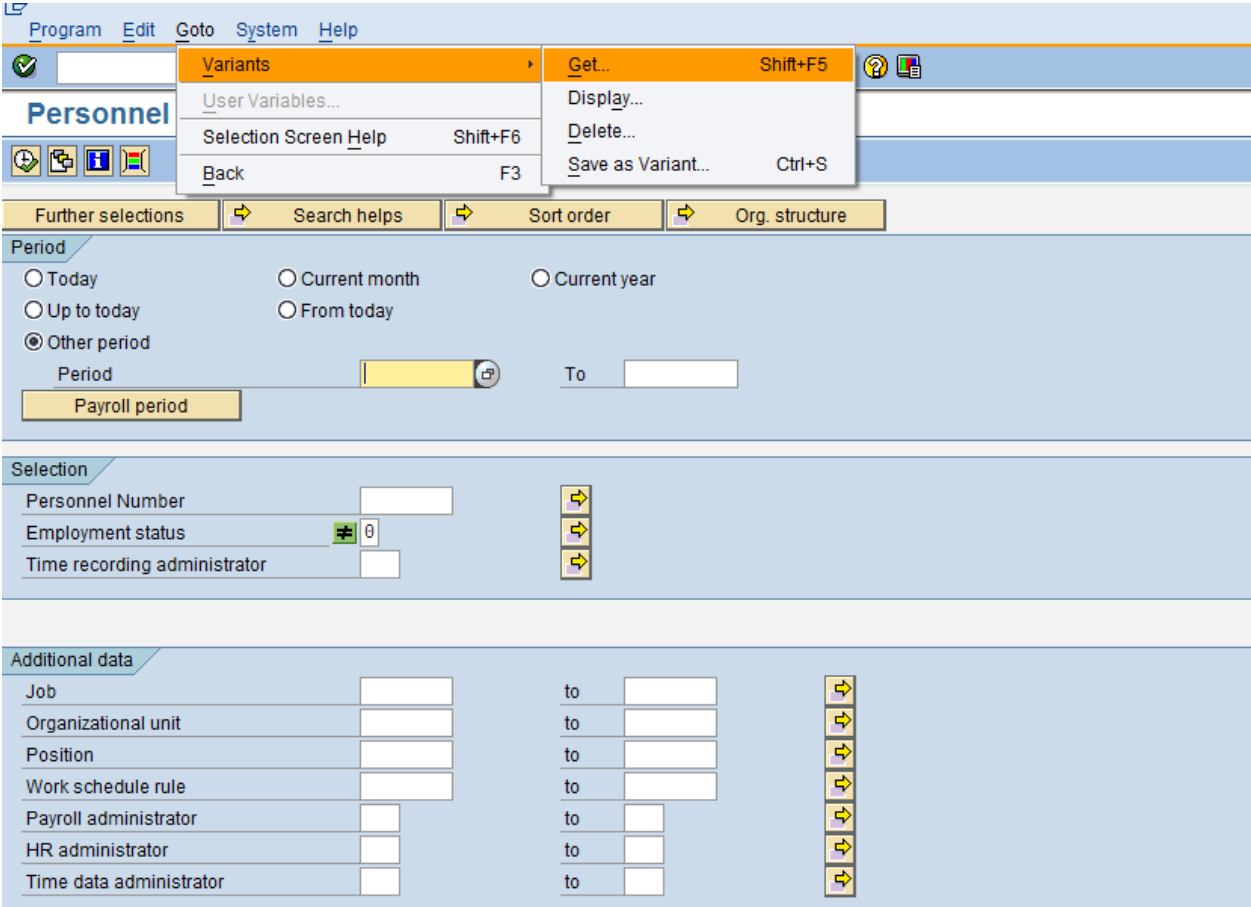 Program Edit Goto System Help
Variants
Get... Shift+F5
User Variables...
Display...
Personnel
Selection Screen Help Shift+F6
Delete...
Back F3
Save as Variant... Ctrl+S
Further selections Search helps Sort order Org. structure
Period
Today Current month Current year
Up to today From today
Other period
Period To
Payroll period
Selection
Personnel Number
Employment status 0
Time recording administrator
Additional data
Job to
Organizational unit to
Position to
Work schedule rule to
Payroll administrator to
HR administrator to
Time data administrator to